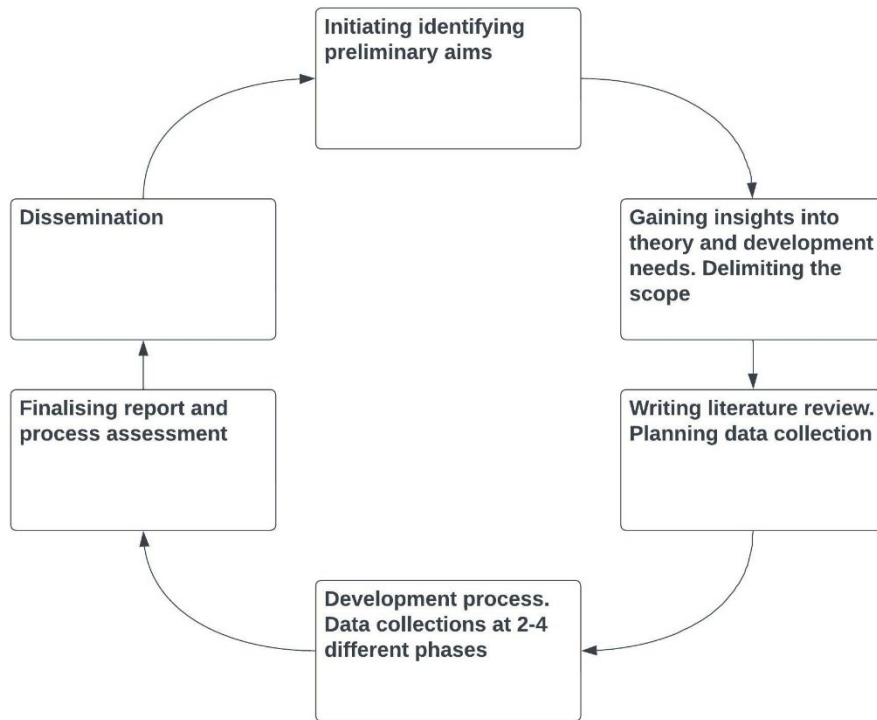 Initiating identifying
preliminary aims
Dissemination
Gaining insights into
theory and development
needs. Delimiting the
scope
Finalising report and
process assessment
Writing literature review.
Planning data collection
Development process.
Data collections at 2-4
different phases